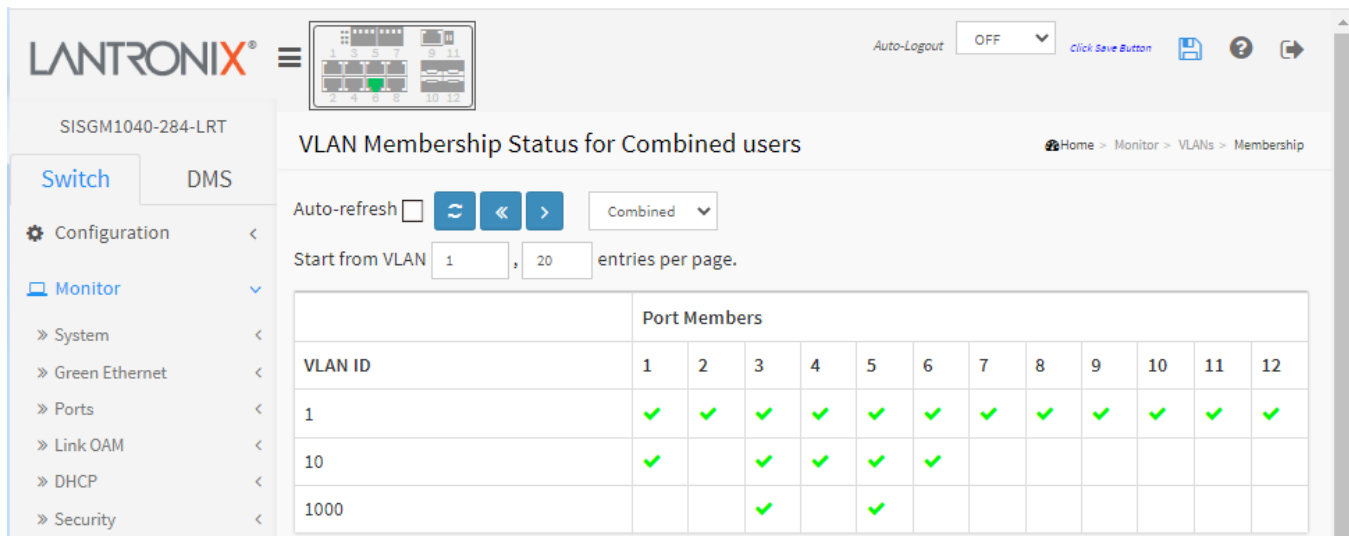 LANTRONIX®
1 3 5 7 9 11
2 4 6 8 10 12
Auto-Logout OFF Click Save Button
SISGM1040-284-LRT
Switch DMS
Configuration
Monitor
System
Green Ethernet
Ports
Link OAM
DHCP
Security
VLAN Membership Status for Combined users
Home > Monitor > VLANs > Membership
Auto-refresh Combined
Start from VLAN 1 , 20 entries per page.
Port Members
VLAN ID 1 2 3 4 5 6 7 8 9 10 11 12
1
10
1000